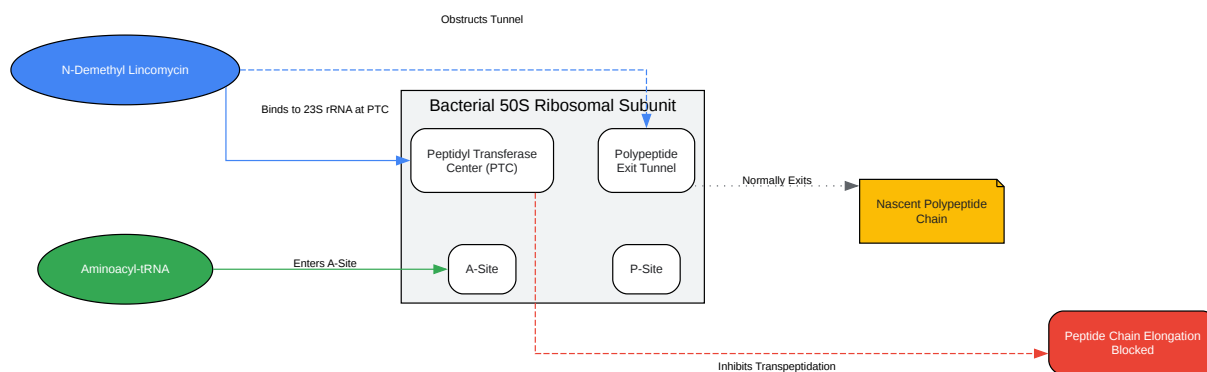 Obstructs Tunnel
N-Demethyl Lincomycin
Binds to 23S rRNA at PTC
Bacterial 50S Ribosomal Subunit
Peptidyl Transferase
Center (PTC)
Polypeptide
Exit Tunnel
Normally Exits
Nascent Polypeptide
Chain
Aminoacyl-tRNA
Enters A-Site
A-Site
P-Site
Peptide Chain Elongation
Blocked
Inhibits Transpeptidation